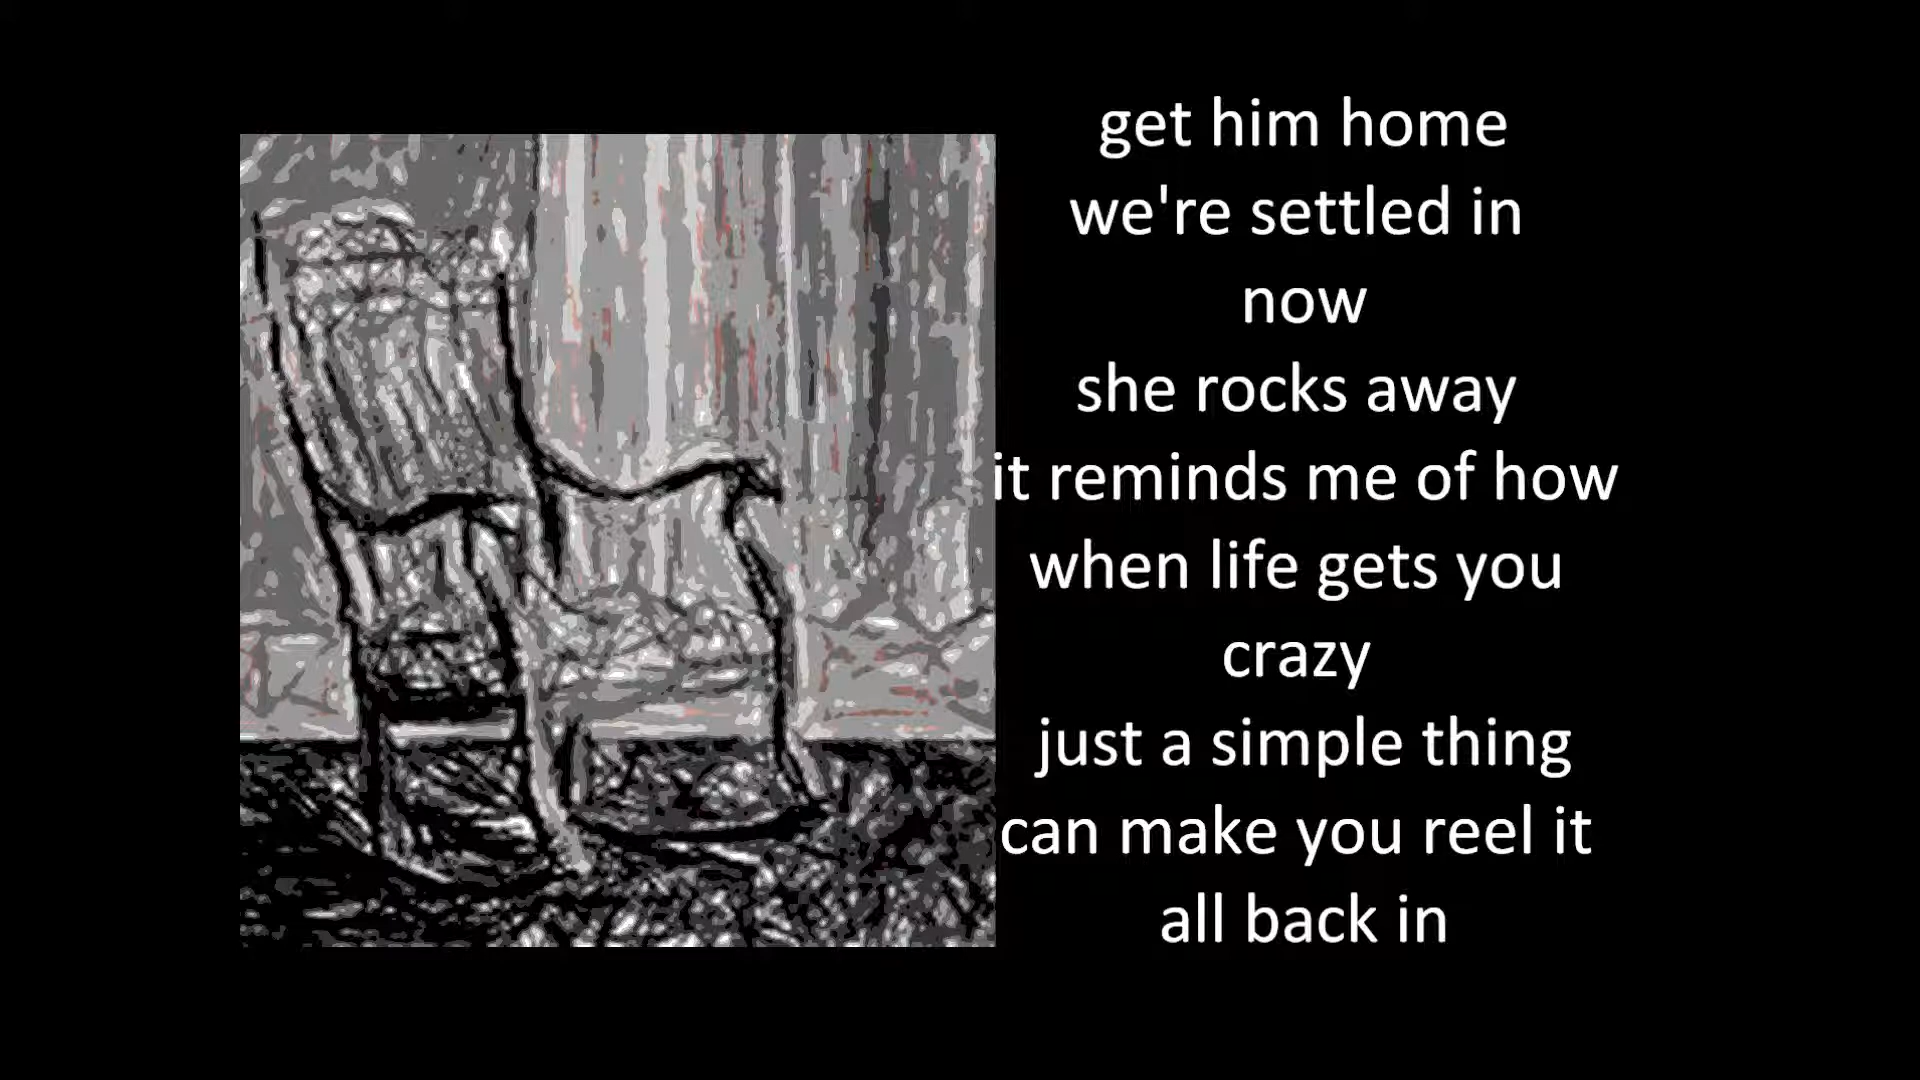 get him home
we're settled in
now
she rocks away
it reminds me of how
when life gets you
crazy
just a simple thing
can make you reel it
all back in